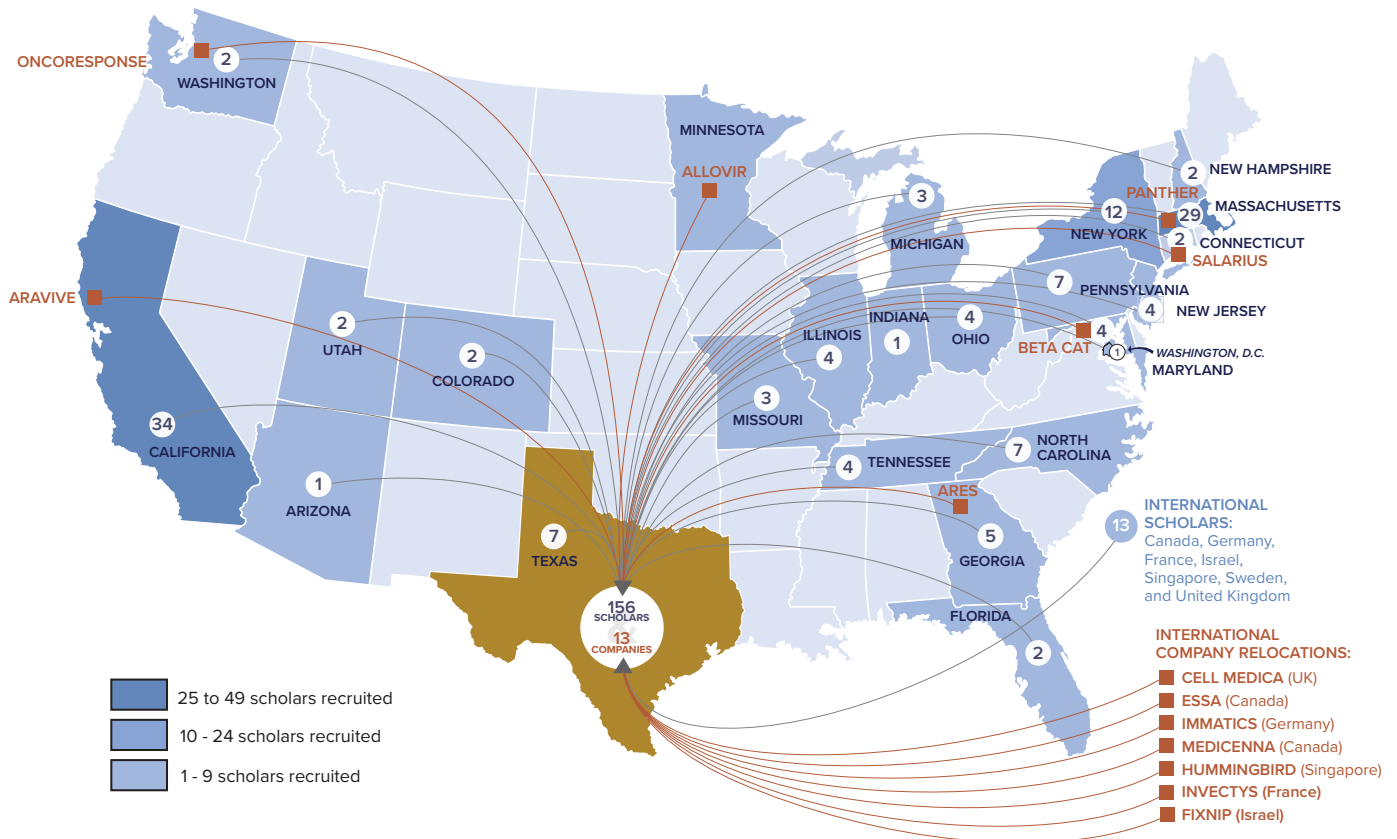 ONCORESPONSE
2
WASHINGTON
MINNESOTA
ALLOVIR
3
MICHIGAN
2
NEW HAMPSHIRE
PANTHER
12
NEW YORK
29
MASSACHUSETTS
2
CONNECTICUT
SALARIUS
ARAVIVE
7
PENNSYLVANIA
4
NEW JERSEY
2
UTAH
2
COLORADO
ILLINOIS
4
INDIANA
1
4
OHIO
BETA CAT
4
1
WASHINGTON, D.C.
MARYLAND
34
CALIFORNIA
3
MISSOURI
1
ARIZONA
4
TENNESSEE
7
NORTH
CAROLINA
ARES
5
GEORGIA
7
TEXAS
FLORIDA
2
156
SCHOLARS
&
13
COMPANIES
13
INTERNATIONAL
SCHOLARS:
Canada, Germany,
France, Israel,
Singapore, Sweden,
and United Kingdom
INTERNATIONAL
COMPANY RELOCATIONS:
CELL MEDICA (UK)
ESSA (Canada)
IMMATICS (Germany)
MEDICENNA (Canada)
HUMMINGBIRD (Singapore)
INVECTYS (France)
FIXNIP (Israel)
25 to 49 scholars recruited
10 - 24 scholars recruited
1 - 9 scholars recruited